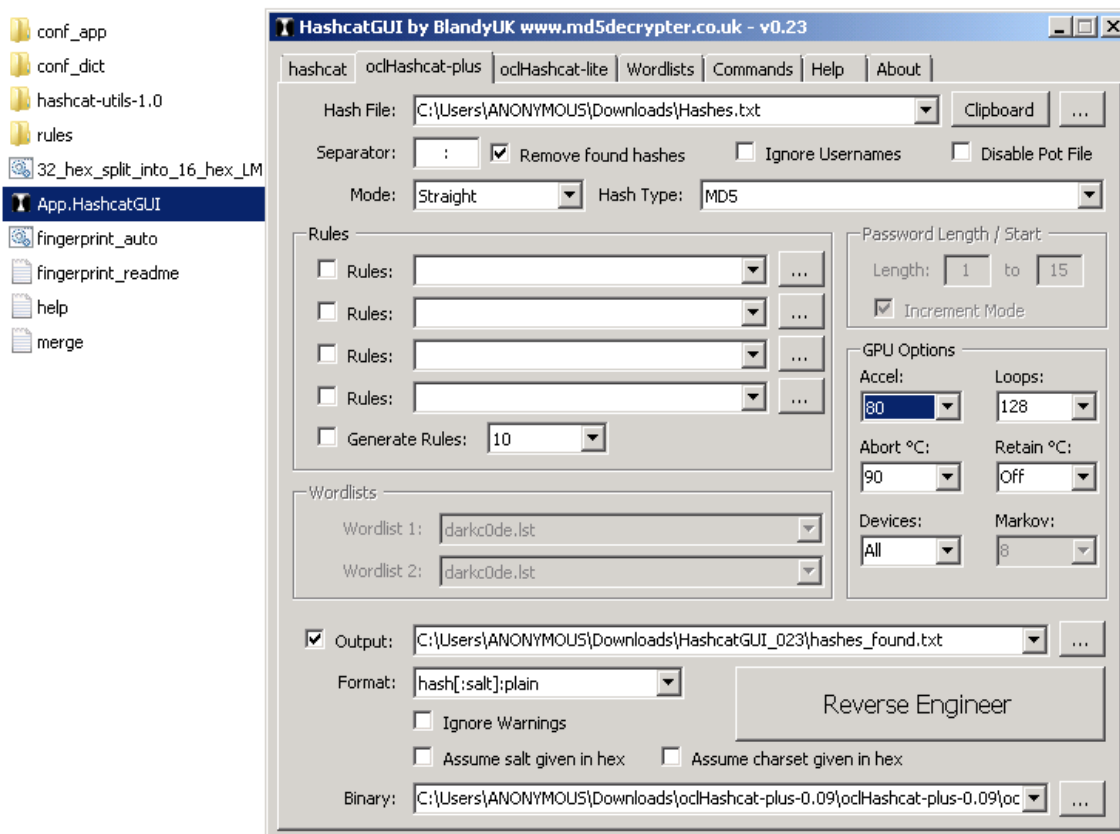 conf_app
conf_dict
hashcat-utils-1.0
rules
32_hex_split_into_16_hex_LM
App.HashcatGUI
fingerprint_auto
fingerprint_readme
help
merge
HashcatGUI by BlandyUK www.md5decrypter.co.uk - v0.23
hashcat oclHashcat-plus oclHashcat-lite Wordlists Commands Help About
Hash File: C:\Users\ANONYMOUS\Downloads\Hashes.txt Clipboard ...
Separator: : Remove found hashes Ignore Usernames Disable Pot File
Mode: Straight Hash Type: MD5
Rules
Rules: ...
Rules: ...
Rules: ...
Rules: ...
Generate Rules: 10
Password Length / Start
Length: 1 to 15
Increment Mode
GPU Options
Accel: Loops:
80 128
Abort °C: Retain °C:
90 Off
Devices: Markov:
All 8
Wordlists
Wordlist 1: darkc0de.lst
Wordlist 2: darkc0de.lst
Output: C:\Users\ANONYMOUS\Downloads\HashcatGUI_023\hashes_found.txt ...
Format: hash[:salt]:plain
Reverse Engineer
Ignore Warnings
Assume salt given in hex Assume charset given in hex
Binary: C:\Users\ANONYMOUS\Downloads\oclHashcat-plus-0.09\oclHashcat-plus-0.09\oc ...